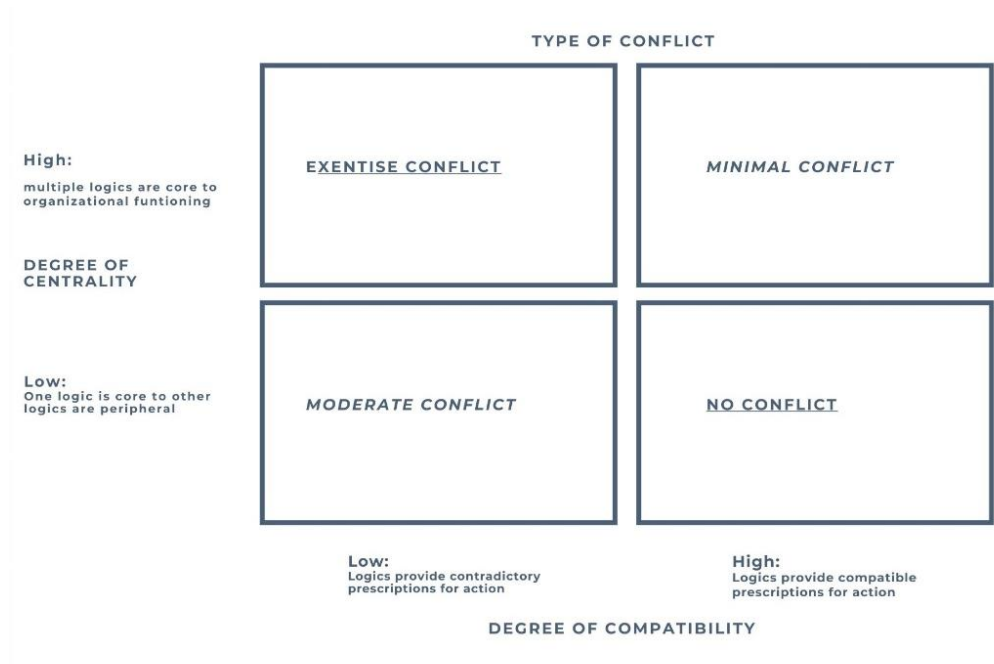 TYPE OF CONFLICT
High:
multiple logics are core to
organizational funtioning
EXENTISE CONFLICT
MINIMAL CONFLICT
DEGREE OF
CENTRALITY
Low:
One logic is core to other
logics are peripheral
MODERATE CONFLICT
NO CONFLICT
Low:
Logics provide contradictory
prescriptions for action
High:
Logics provide compatible
prescriptions for action
DEGREE OF COMPATIBILITY